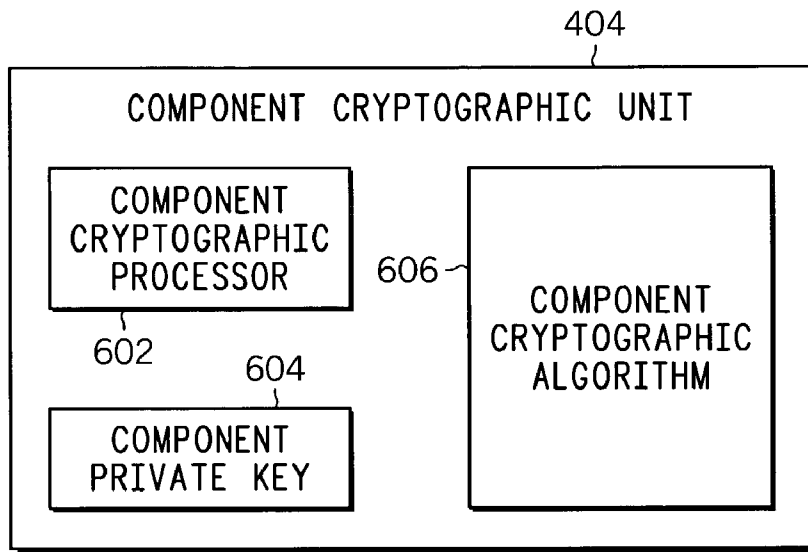 404
COMPONENT CRYPTOGRAPHIC UNIT
COMPONENT
CRYPTOGRAPHIC
PROCESSOR
602
604
COMPONENT
PRIVATE KEY
606
COMPONENT
CRYPTOGRAPHIC
ALGORITHM